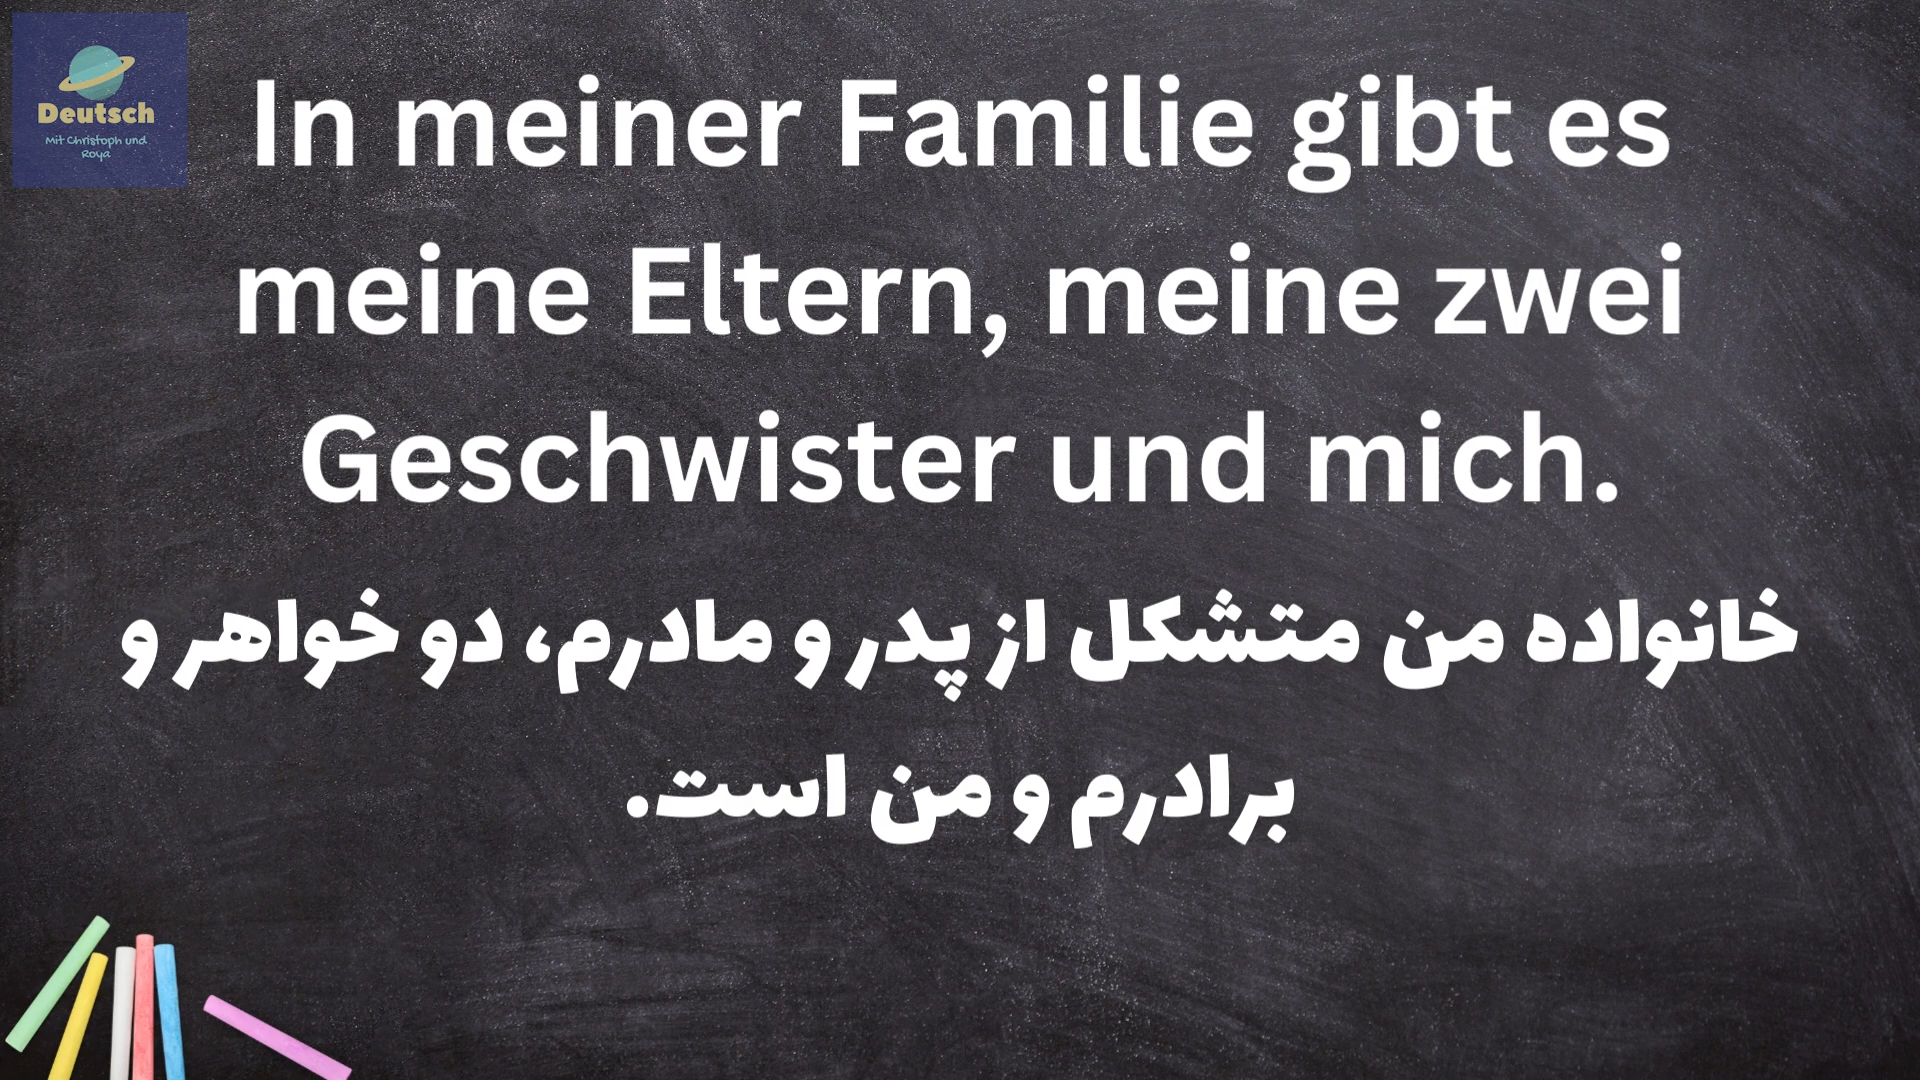 Deutsch
Mit Christoph und
Roya
In meiner Familie gibt es
meine Eltern, meine zwei
Geschwister und mich.
خانواده من متشکل از پدر و مادرم، دو خواهر و
برادرم و من است.